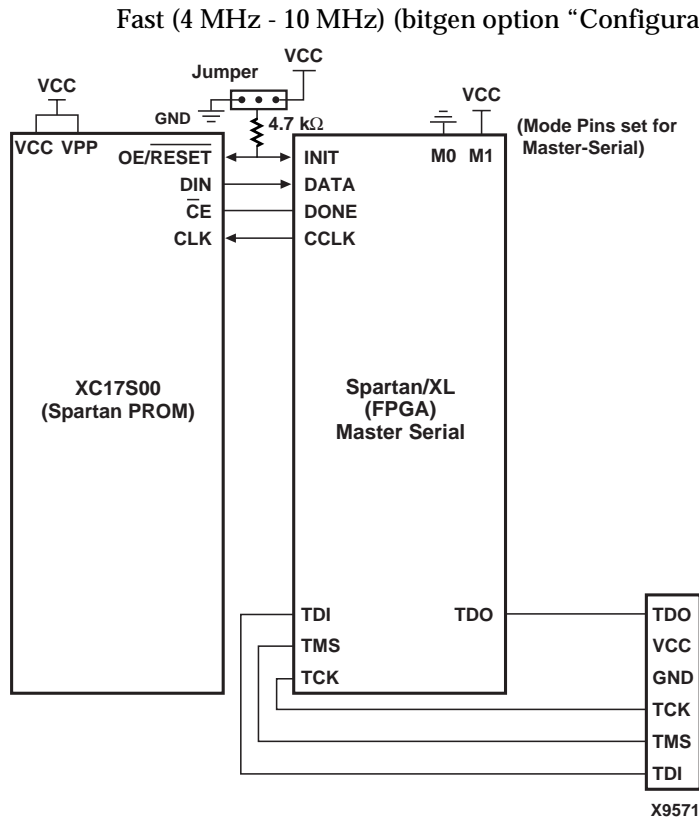 Fast (4 MHz - 10 MHz) (bitgen option “Configura
VCC
Jumper
VCC
GND
4.7 kΩ
VCC
(Mode Pins set for
Master-Serial)
VCC VPP
OE/RESET
INIT
M0 M1
DIN
DATA
CE
DONE
CLK
CCLK
XC17S00
(Spartan PROM)
Spartan/XL
(FPGA)
Master Serial
TDI
TDO
TMS
TCK
TDO
VCC
GND
TCK
TMS
TDI
X9571